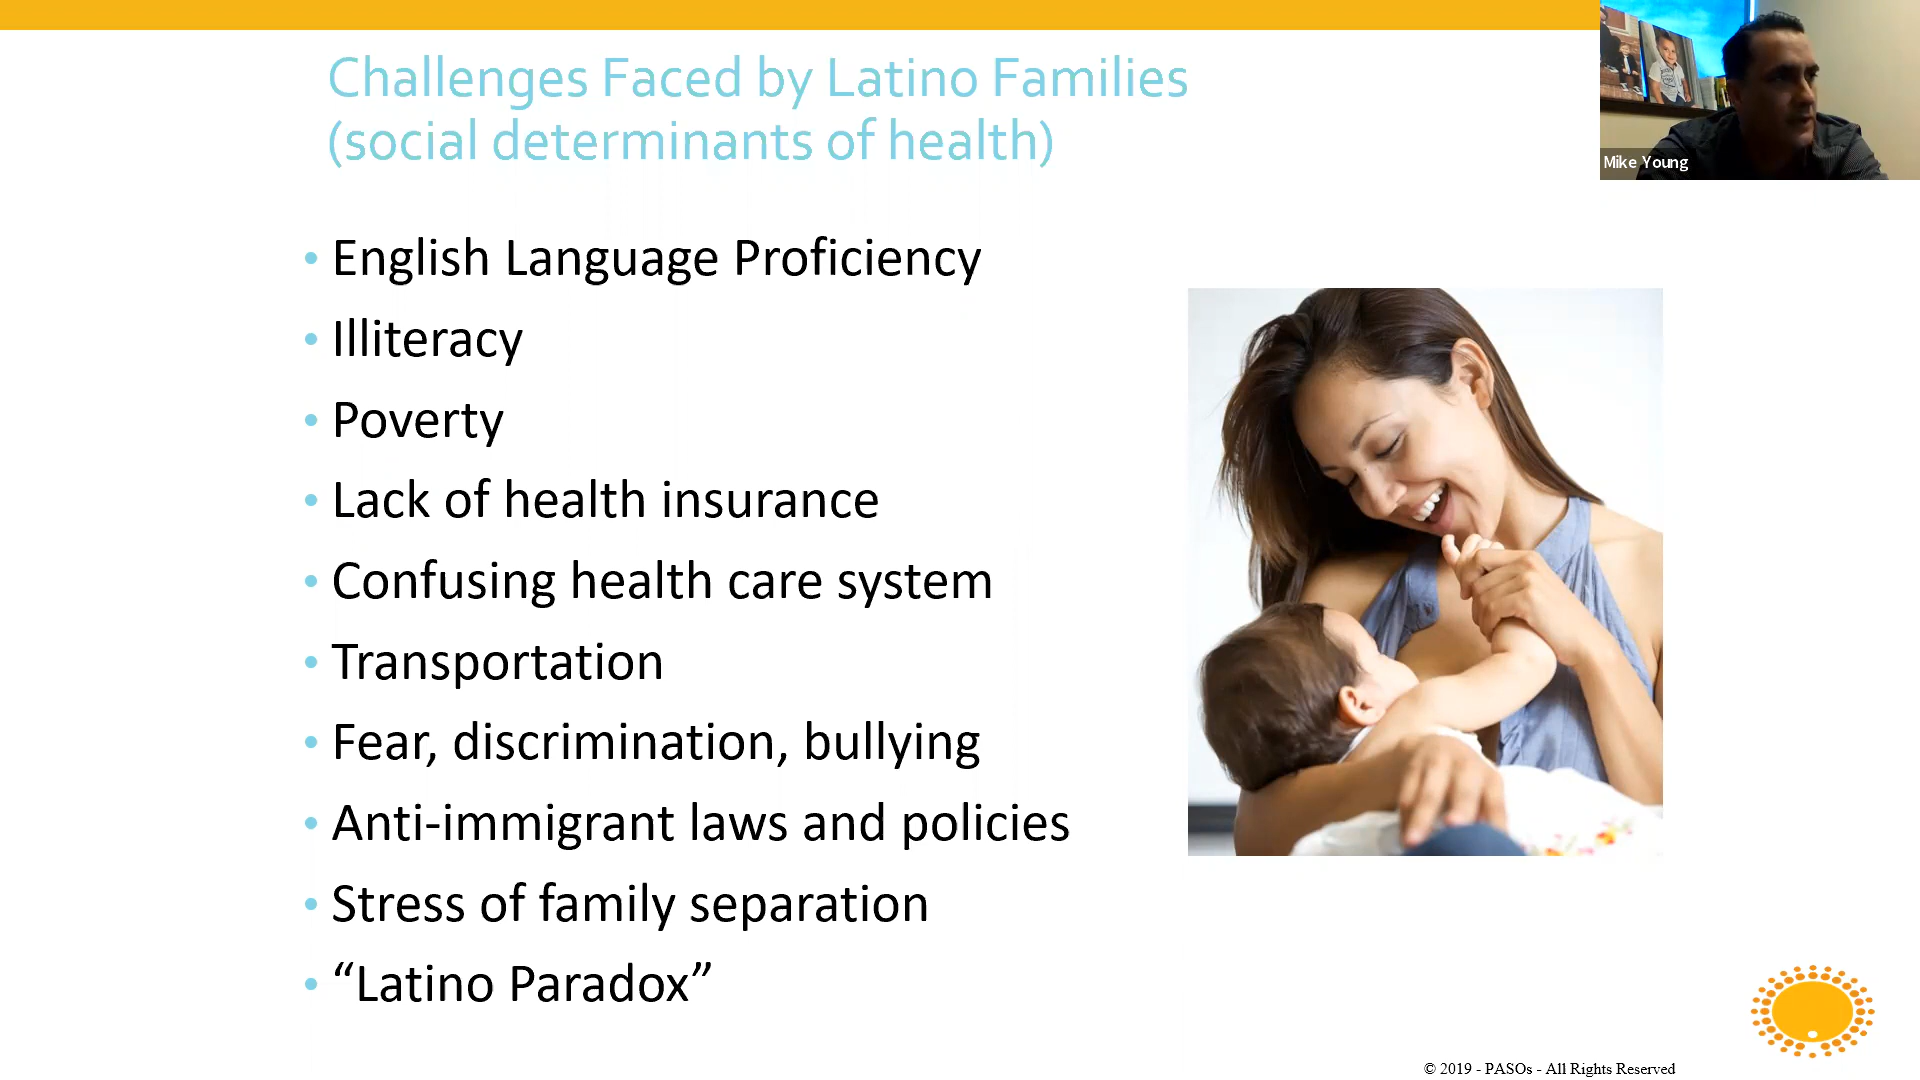 Challenges Faced by Latino Families
(social determinants of health)
Mike Young
• English Language Proficiency
• Illiteracy
• Poverty
• Lack of health insurance
• Confusing health care system
• Transportation
• Fear, discrimination, bullying
• Anti-immigrant laws and policies
• Stress of family separation
• “Latino Paradox”
© 2019 - PASOs - All Rights Reserved